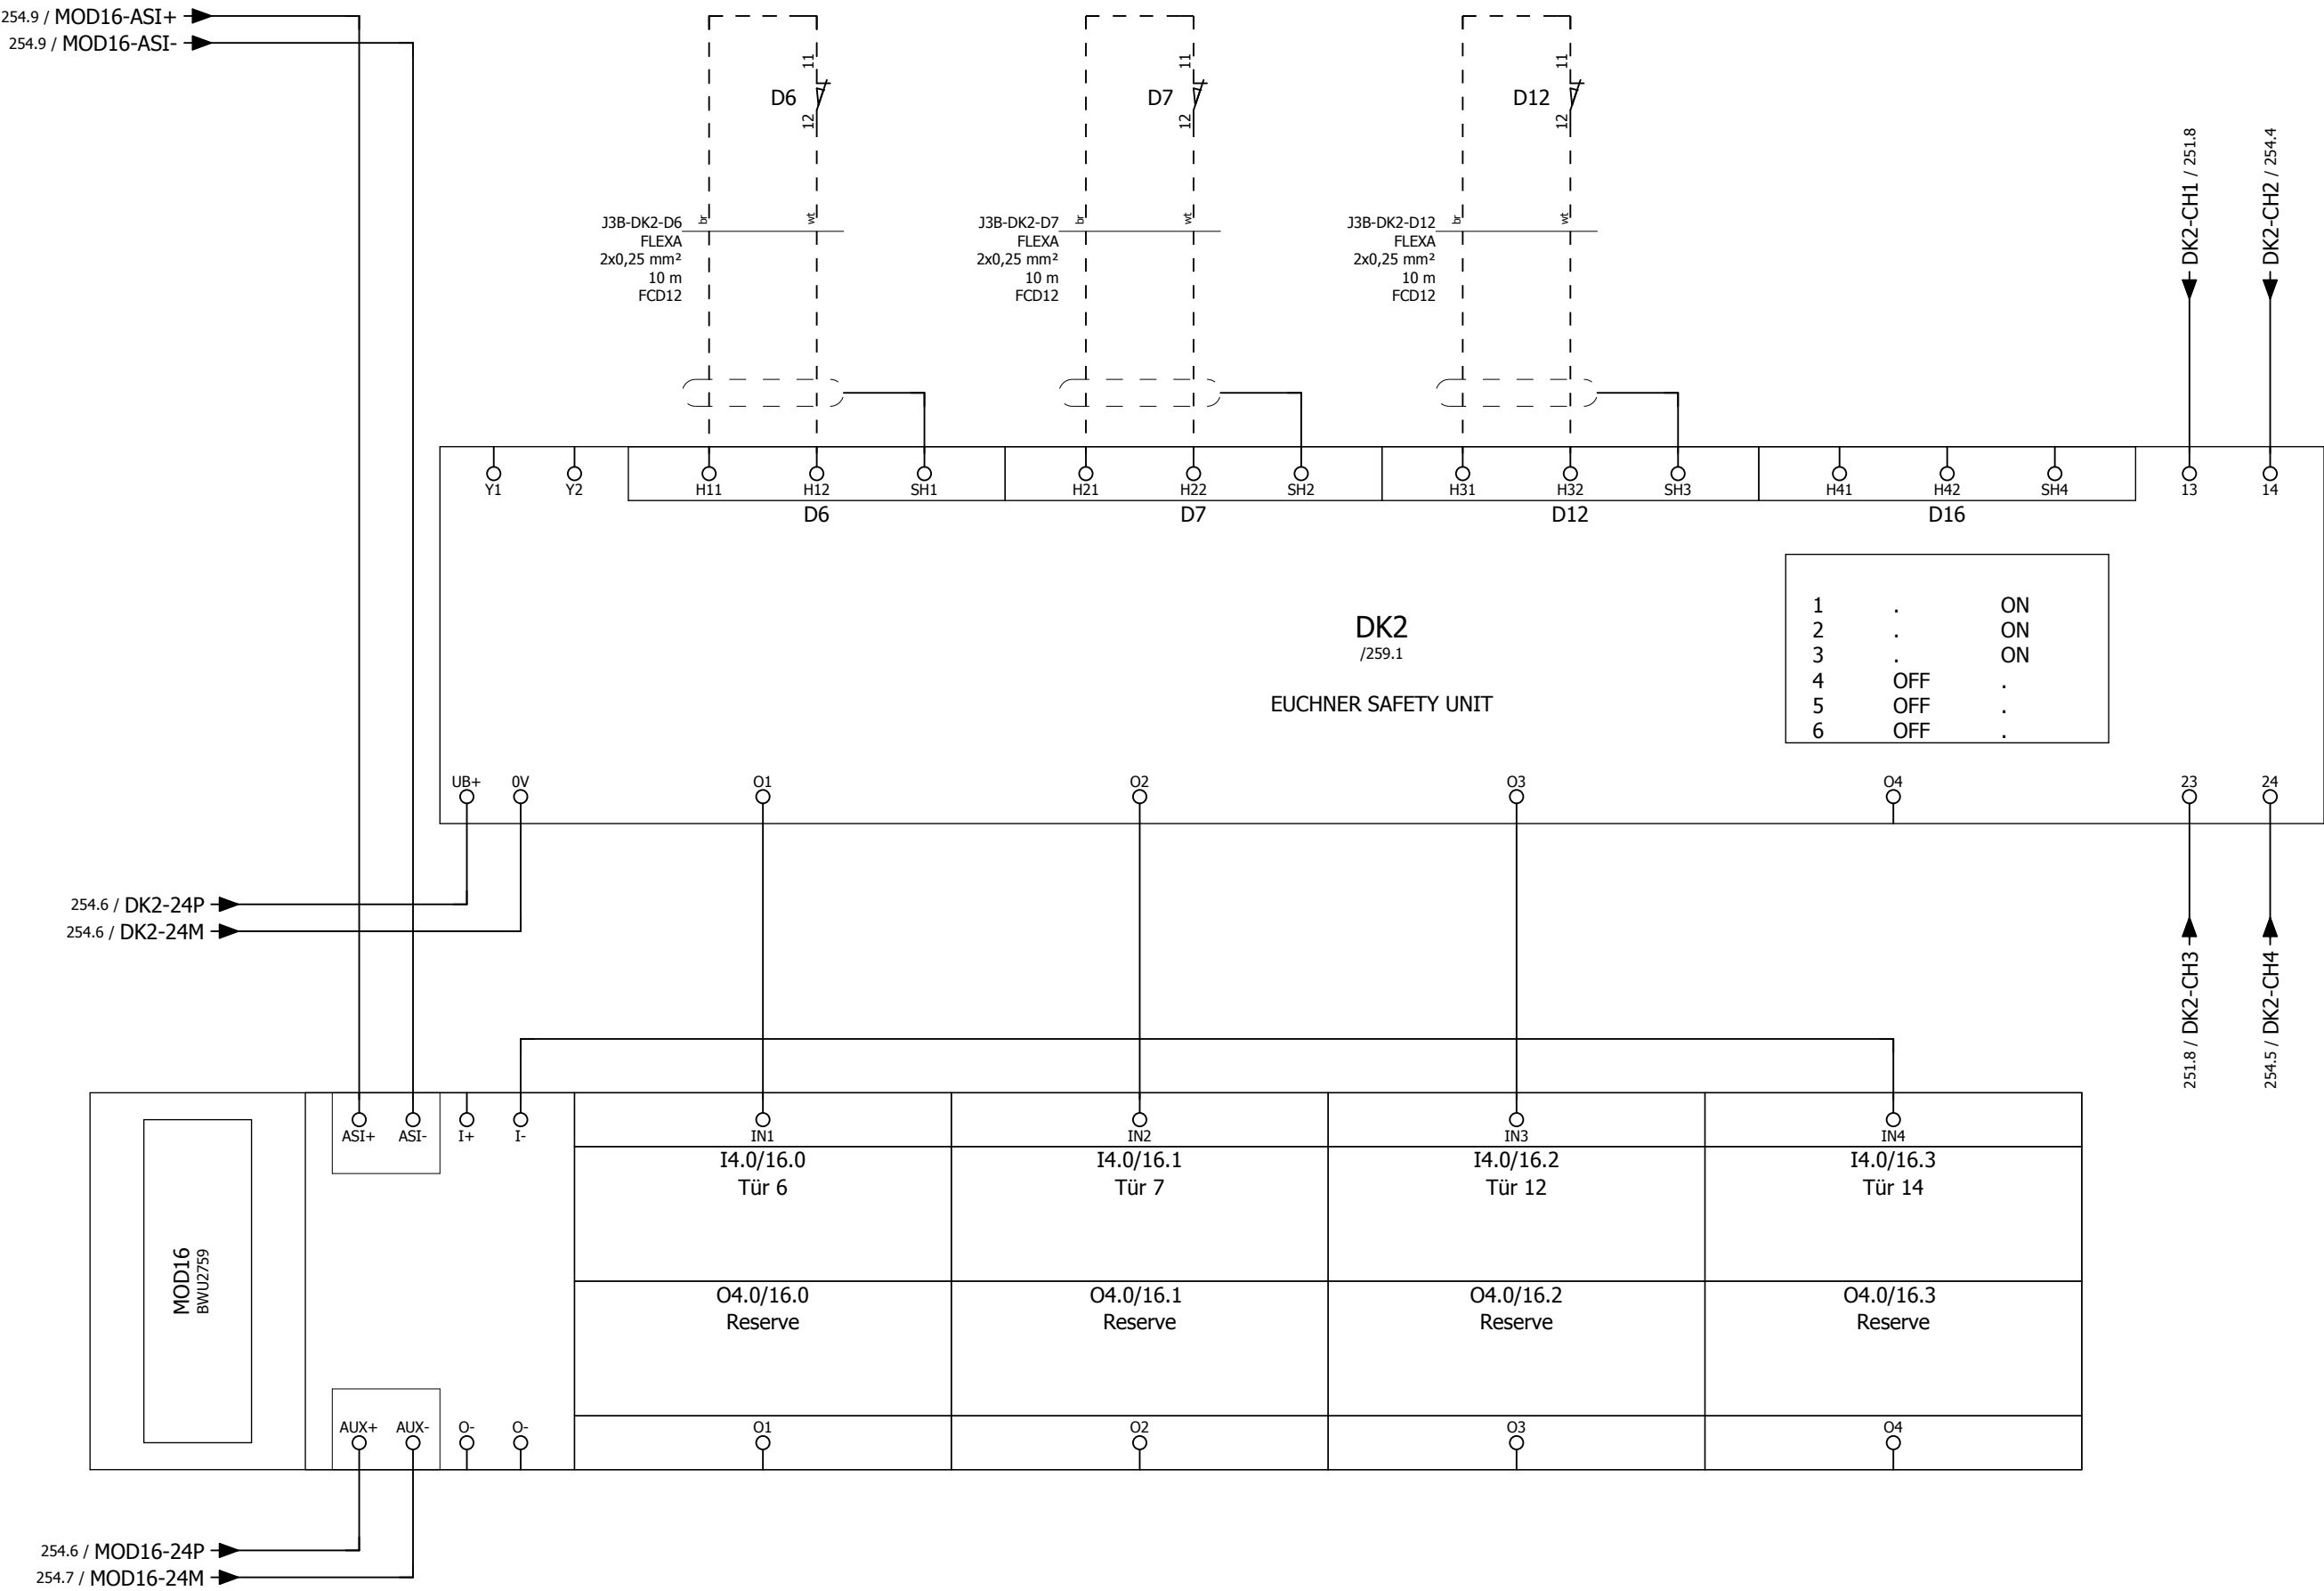 254.9 / MOD16-ASI+
254.9 / MOD16-ASI-
11
D6
12
11
D7
12
11
D12
12
DK2-CH1 / 251.8
DK2-CH2 / 254.4
J3B-DK2-D6
FLEXA
2x0,25 mm²
10 m
FCD12
br
wt
J3B-DK2-D7
FLEXA
2x0,25 mm²
10 m
FCD12
br
wt
J3B-DK2-D12
FLEXA
2x0,25 mm²
10 m
FCD12
br
wt
Y1 Y2 H11 H12 SH1 H21 H22 SH2 H31 H32 SH3 H41 H42 SH4 13 14
D6 D7 D12 D16
DK2
/259.1
EUCHNER SAFETY UNIT
1 . ON
2 . ON
3 . ON
4 OFF .
5 OFF .
6 OFF .
UB+ 0V O1 O2 O3 O4 23 24
254.6 / DK2-24P
254.6 / DK2-24M
251.8 / DK2-CH3
254.5 / DK2-CH4
ASI+ ASI- I+ I- IN1 IN2 IN3 IN4
I4.0/16.0 I4.0/16.1 I4.0/16.2 I4.0/16.3
Tür 6 Tür 7 Tür 12 Tür 14
MOD16
BWU2759
O4.0/16.0 O4.0/16.1 O4.0/16.2 O4.0/16.3
Reserve Reserve Reserve Reserve
AUX+ AUX- O- O- O1 O2 O3 O4
254.6 / MOD16-24P
254.7 / MOD16-24M